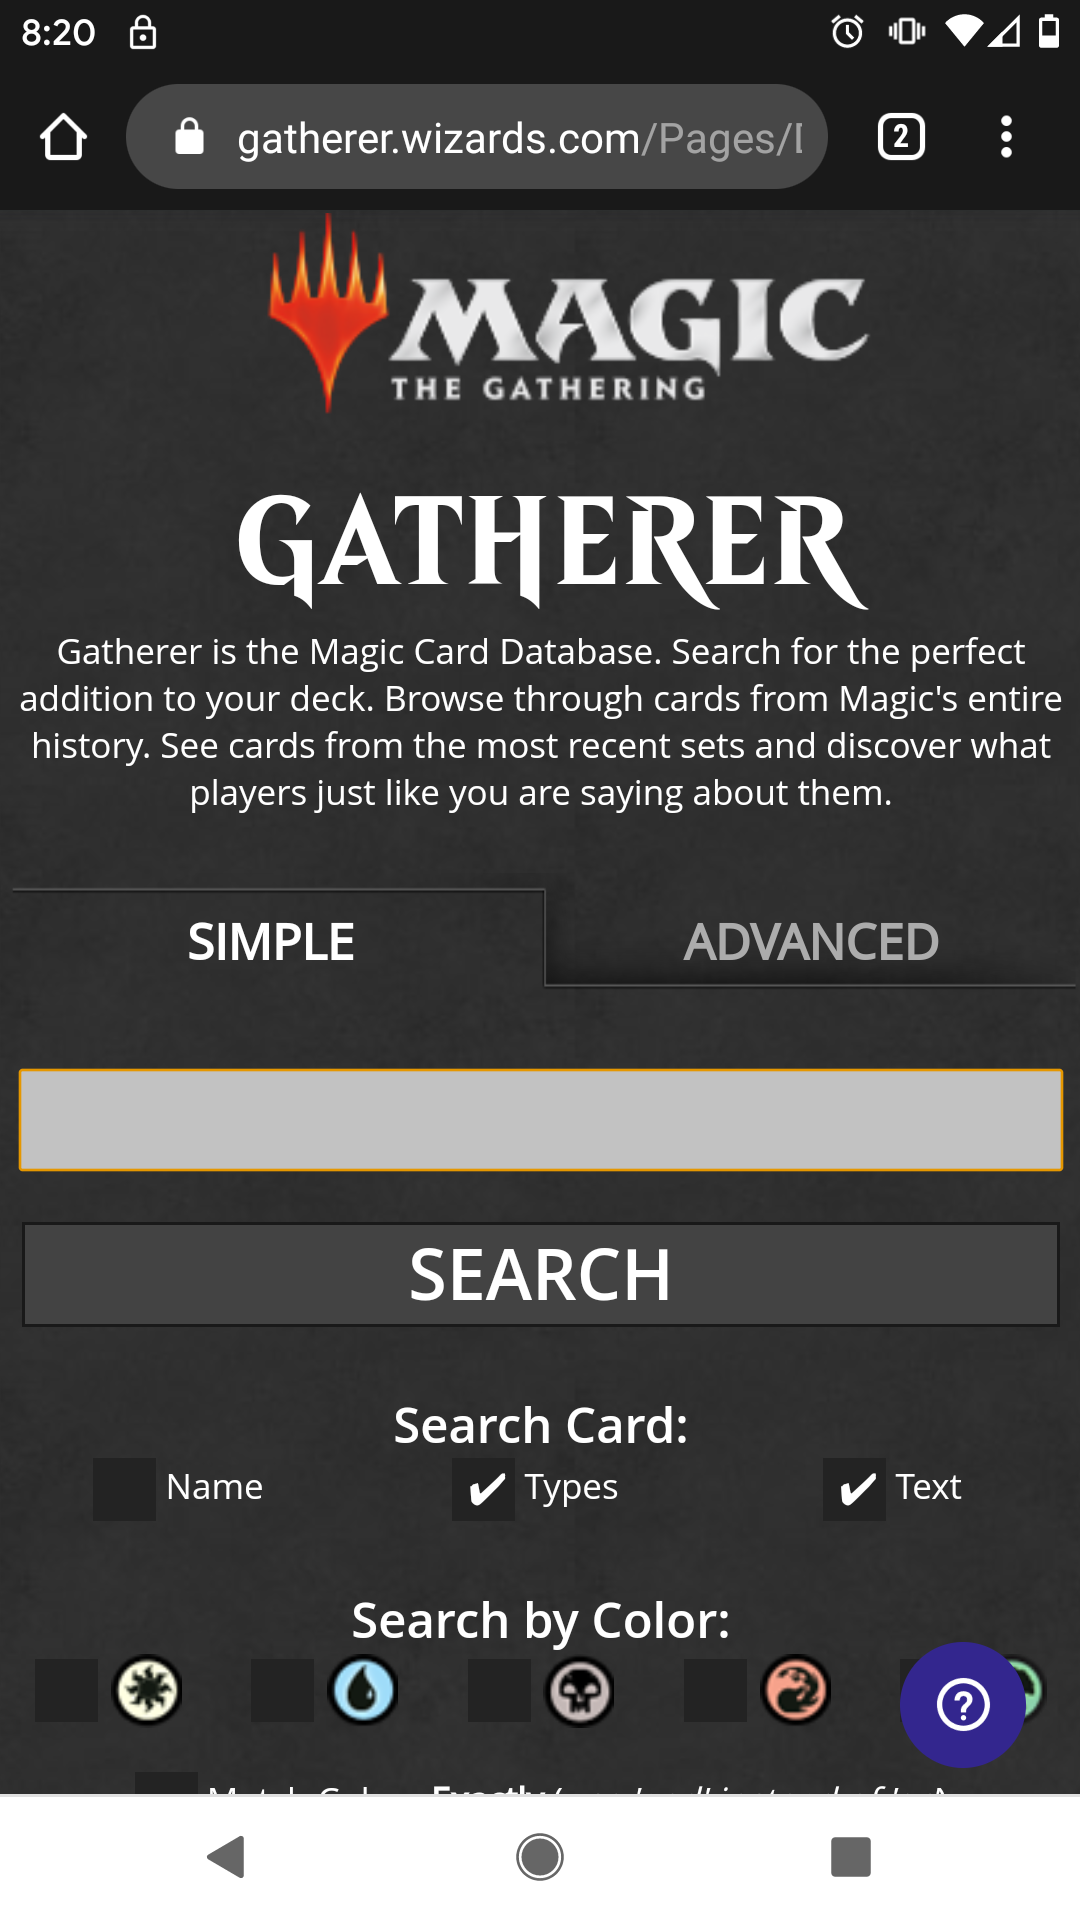 8:20
gatherer.wizards.com/Pages/
2
MAGIC
THE GATHERING
GATHERER
Gatherer is the Magic Card Database. Search for the perfect
addition to your deck. Browse through cards from Magic's entire
history. See cards from the most recent sets and discover what
players just like you are saying about them.
SIMPLE
ADVANCED
SEARCH
Search Card:
Name
Types
Text
Search by Color:
?
Exactly